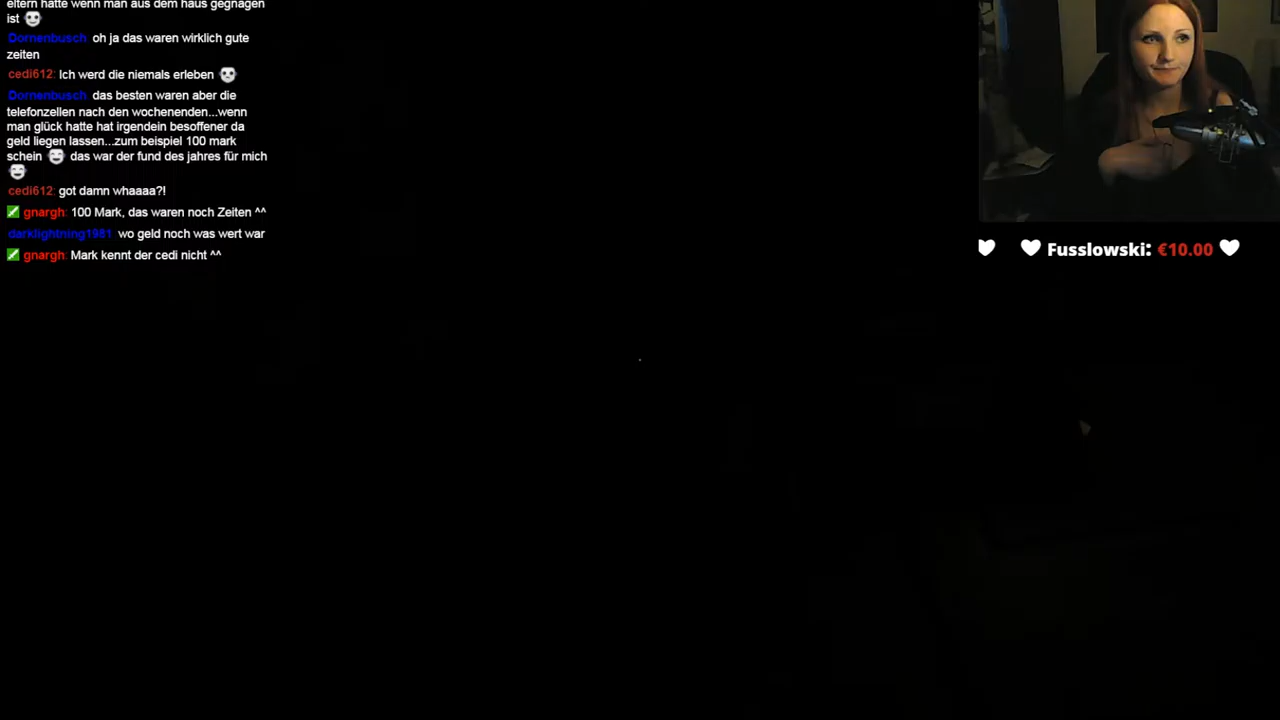 eltern hatte wenn man aus dem haus gegnagen
ist
Dornenbusch oh ja das waren wirklich gute
zeiten
cedi612: Ich werd die niemals erleben
Dornenbusch das besten waren aber die
telefonzellen nach den wochenenden...wenn
man glück hatte hat irgendein besoffener da
geld liegen lassen...zum beispiel 100 mark
schein das war der fund des jahres für mich
cedi612: got damn whaaaa?!
gnargh: 100 Mark, das waren noch Zeiten ^^
darklightning1981 wo geld noch was wert war
gnargh: Mark kennt der cedi nicht ^^
Fusslowski: €10.00